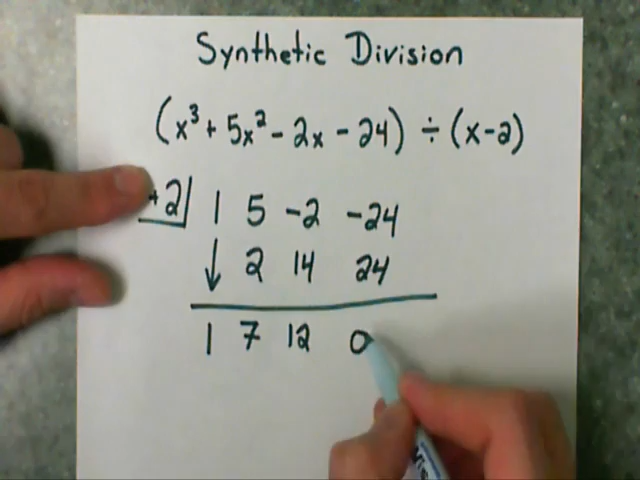 Synthetic Division
(x³ + 5x² - 2x - 24) ÷ (x-2)
+2 1 5 -2 -24
↓ 2 14 24
1 7 12 0